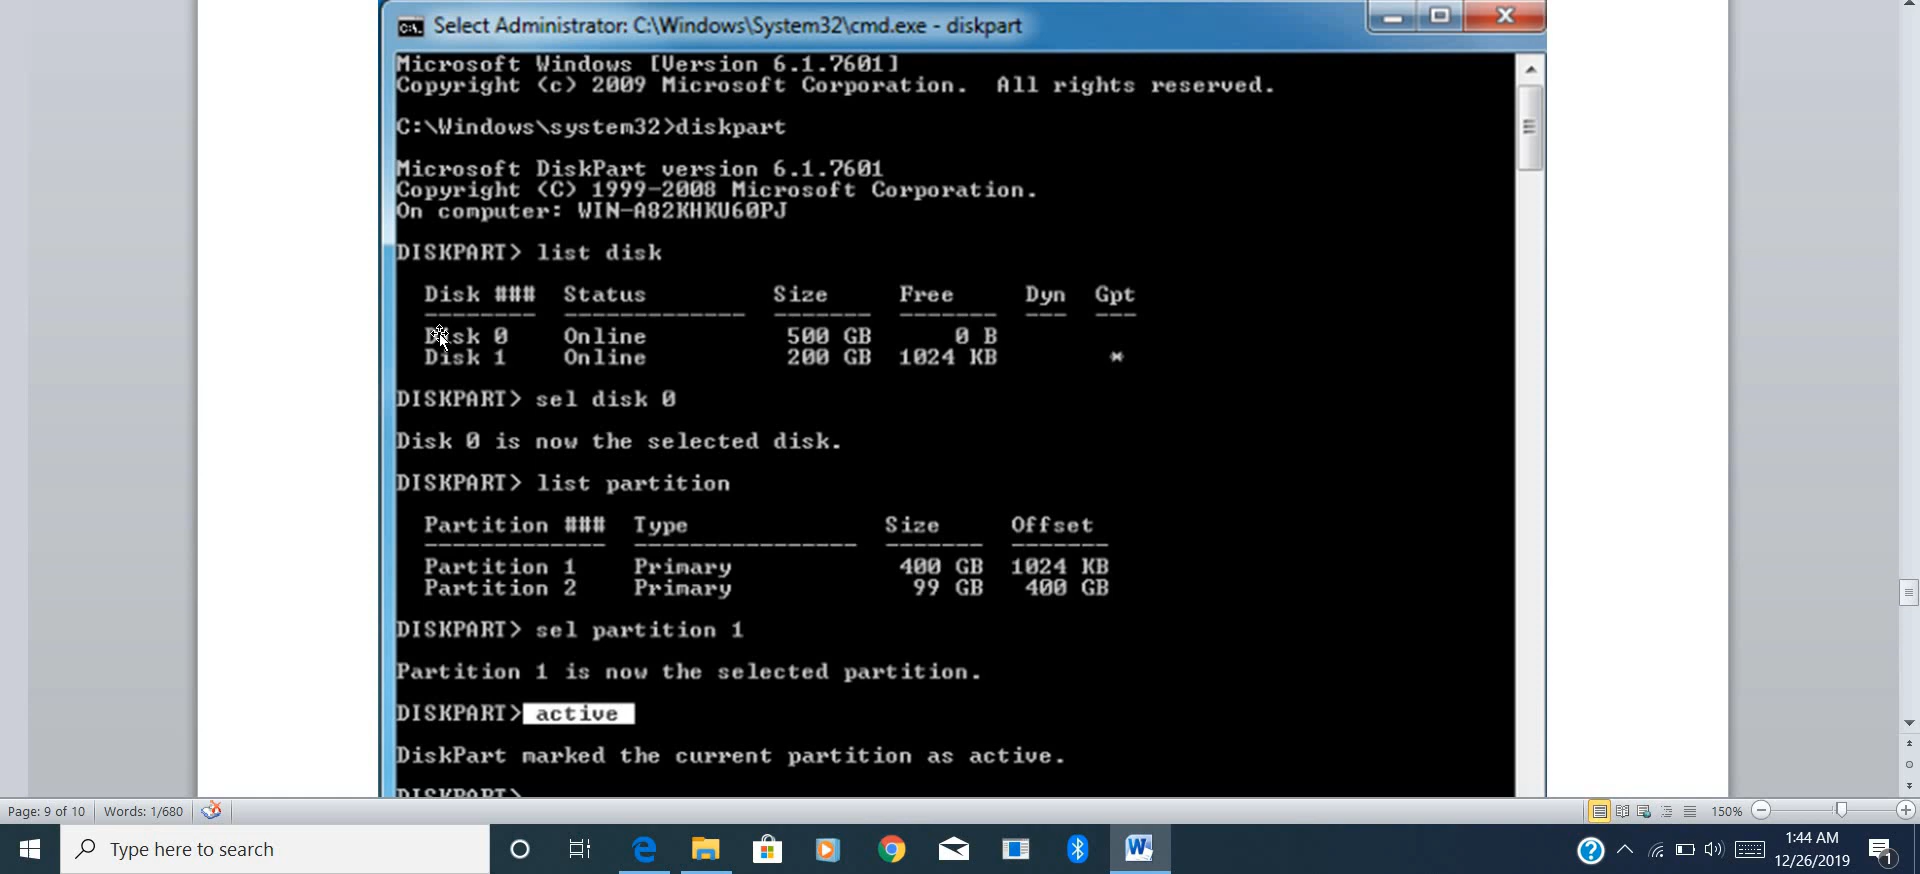 Select Administrator: C:\Windows\System32\cmd.exe - diskpart
Microsoft Windows [Version 6.1.7601]
Copyright (c) 2009 Microsoft Corporation.  All rights reserved.
C:\Windows\system32>diskpart
Microsoft DiskPart version 6.1.7601
Copyright (C) 1999-2008 Microsoft Corporation.
On computer: WIN-A82KHKU60PJ
DISKPART> list disk
Disk ###  Status         Size     Free     Dyn  Gpt
--------  -------------  -------  -------  ---  ---
Disk 0    Online          500 GB      0 B
Disk 1    Online          200 GB  1024 KB        *
DISKPART> sel disk 0
Disk 0 is now the selected disk.
DISKPART> list partition
Partition ###  Type              Size     Offset
-------------  ----------------  -------  -------
Partition 1    Primary            400 GB  1024 KB
Partition 2    Primary             99 GB   400 GB
DISKPART> sel partition 1
Partition 1 is now the selected partition.
DISKPART> active
DiskPart marked the current partition as active.
DISKPART>
Page: 9 of 10  Words: 1/680  150%
Type here to search
1:44 AM
12/26/2019
1